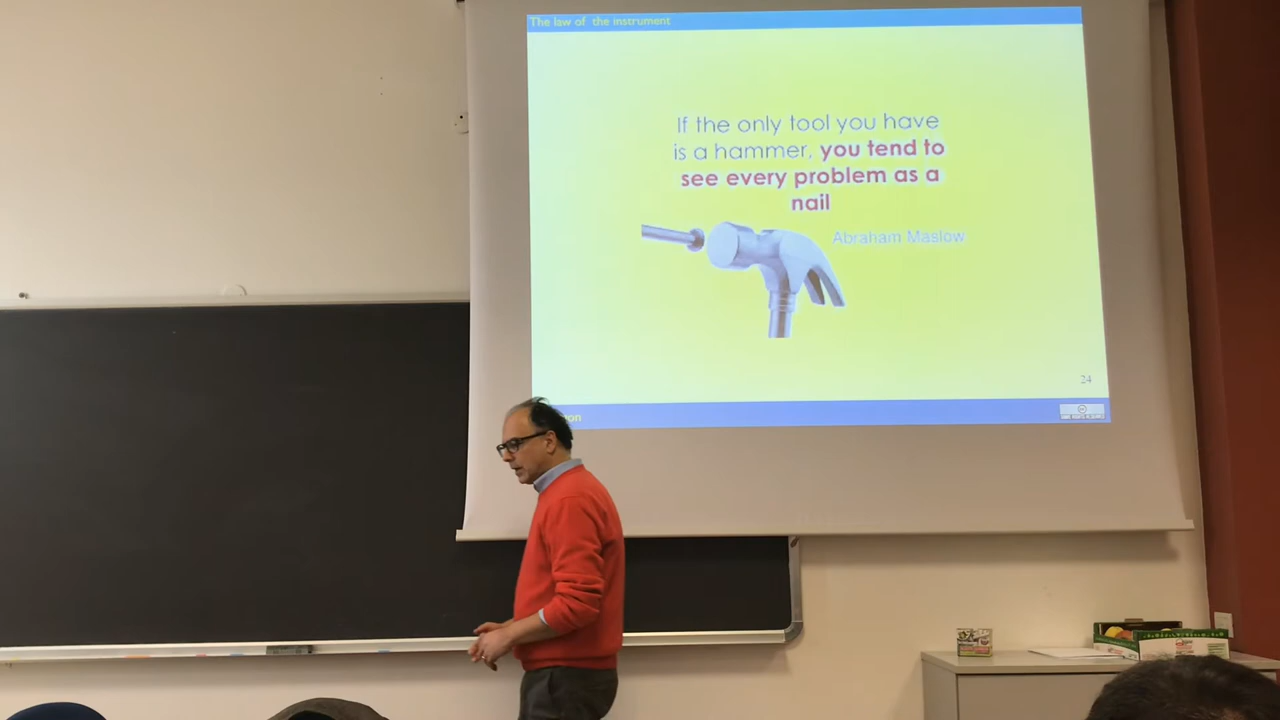 The law of the instrument
If the only tool you have
is a hammer, you tend to
see every problem as a
nail
Abraham Maslow
24